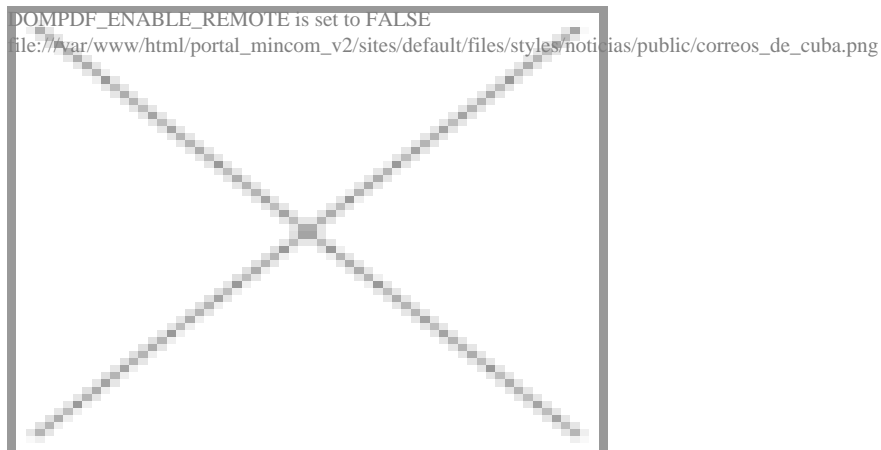 DOMPDF_ENABLE_REMOTE is set to FALSE
file:///var/www/html/portal_mincom_v2/sites/default/files/styles/noticias/public/correos_de_cuba.png